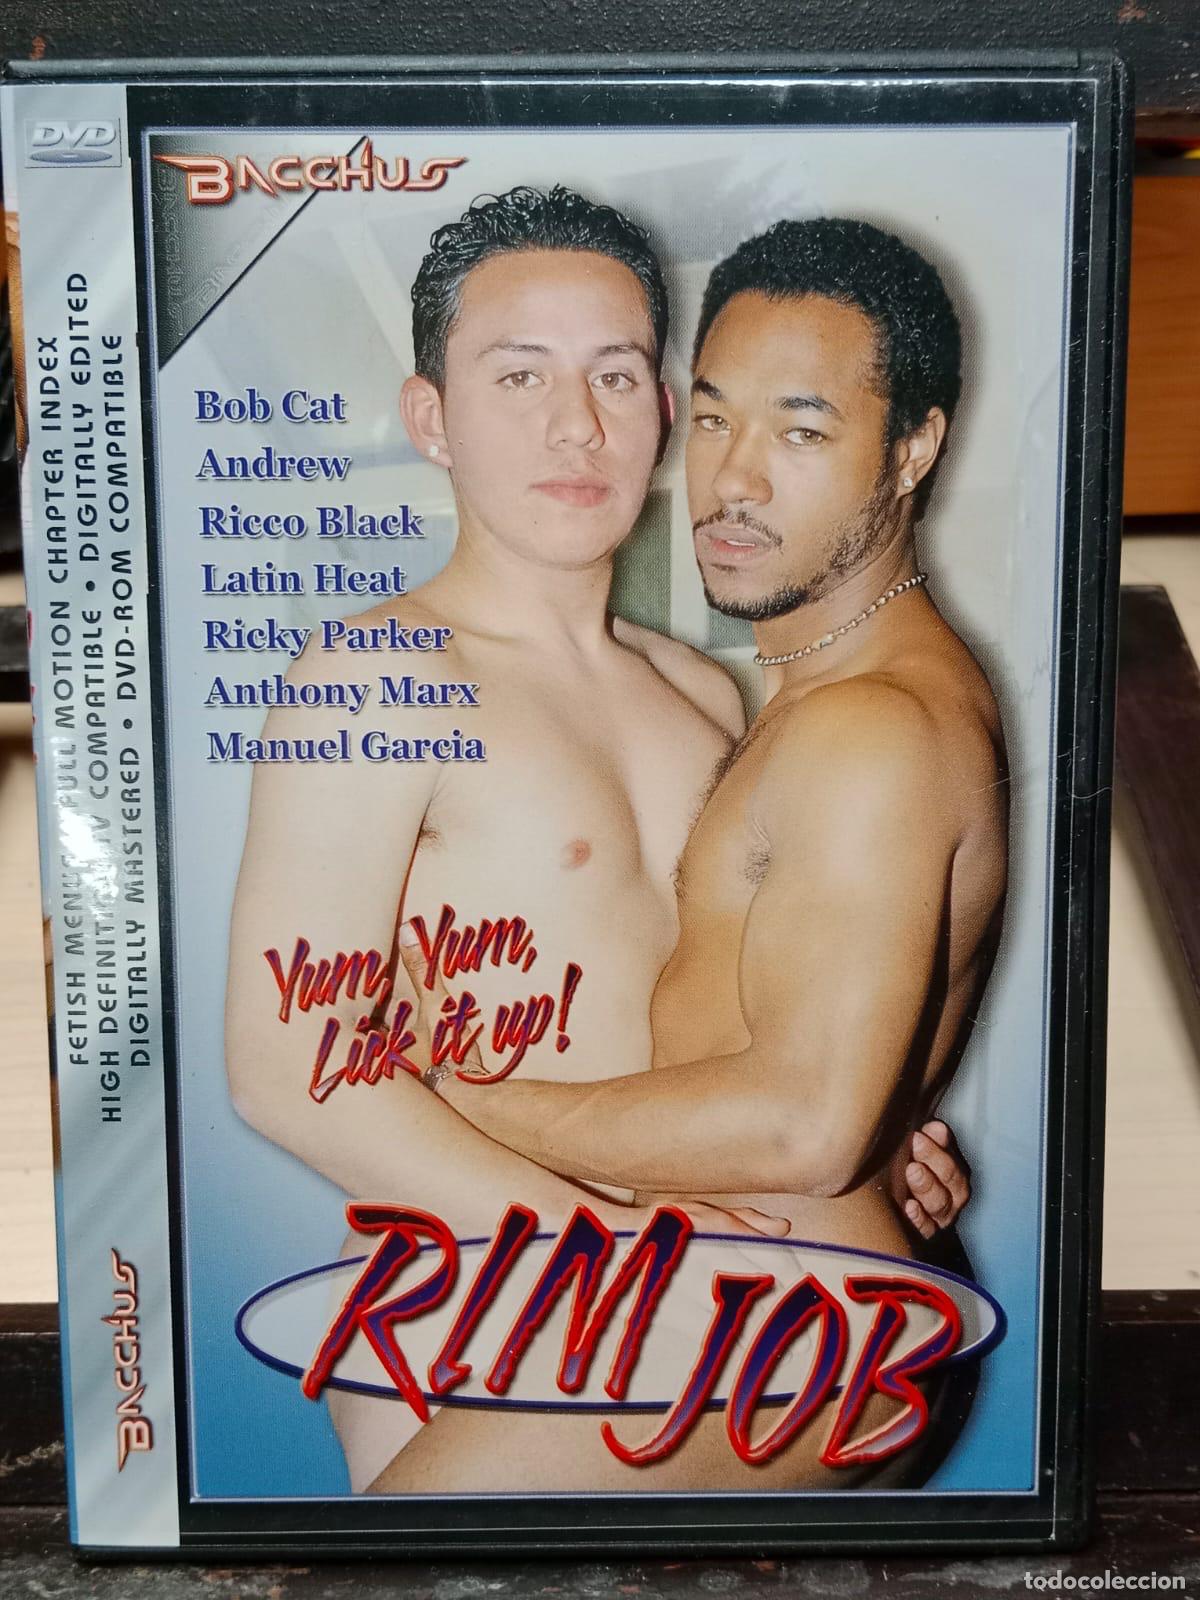 DVD
BACCHUS
Bob Cat
Andrew
Ricco Black
Latin Heat
Ricky Parker
Anthony Marx
Manuel Garcia
Yum, Yum,
Lick it up!
RIM JOB
FETISH MENU FULL MOTION CHAPTER INDEX
HIGH DEFINITION TV COMPATIBLE • DIGITALLY EDITED
DIGITALLY MASTERED • DVD-ROM COMPATIBLE
BACCHUS
todocoleccion